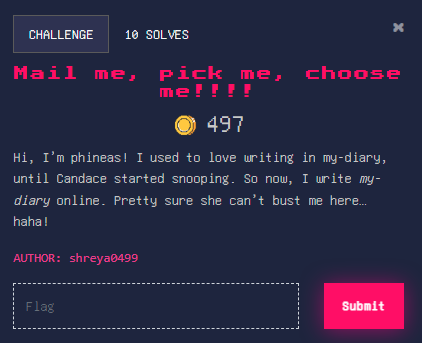 CHALLENGE 10 SOLVES ×
Mail me, pick me, choose
me!!!!
497
Hi, I'm phineas! I used to love writing in my-diary,
until Candace started snooping. So now, I write my-
diary online. Pretty sure she can't bust me here…
haha!
AUTHOR: shreya0499
Flag Submit